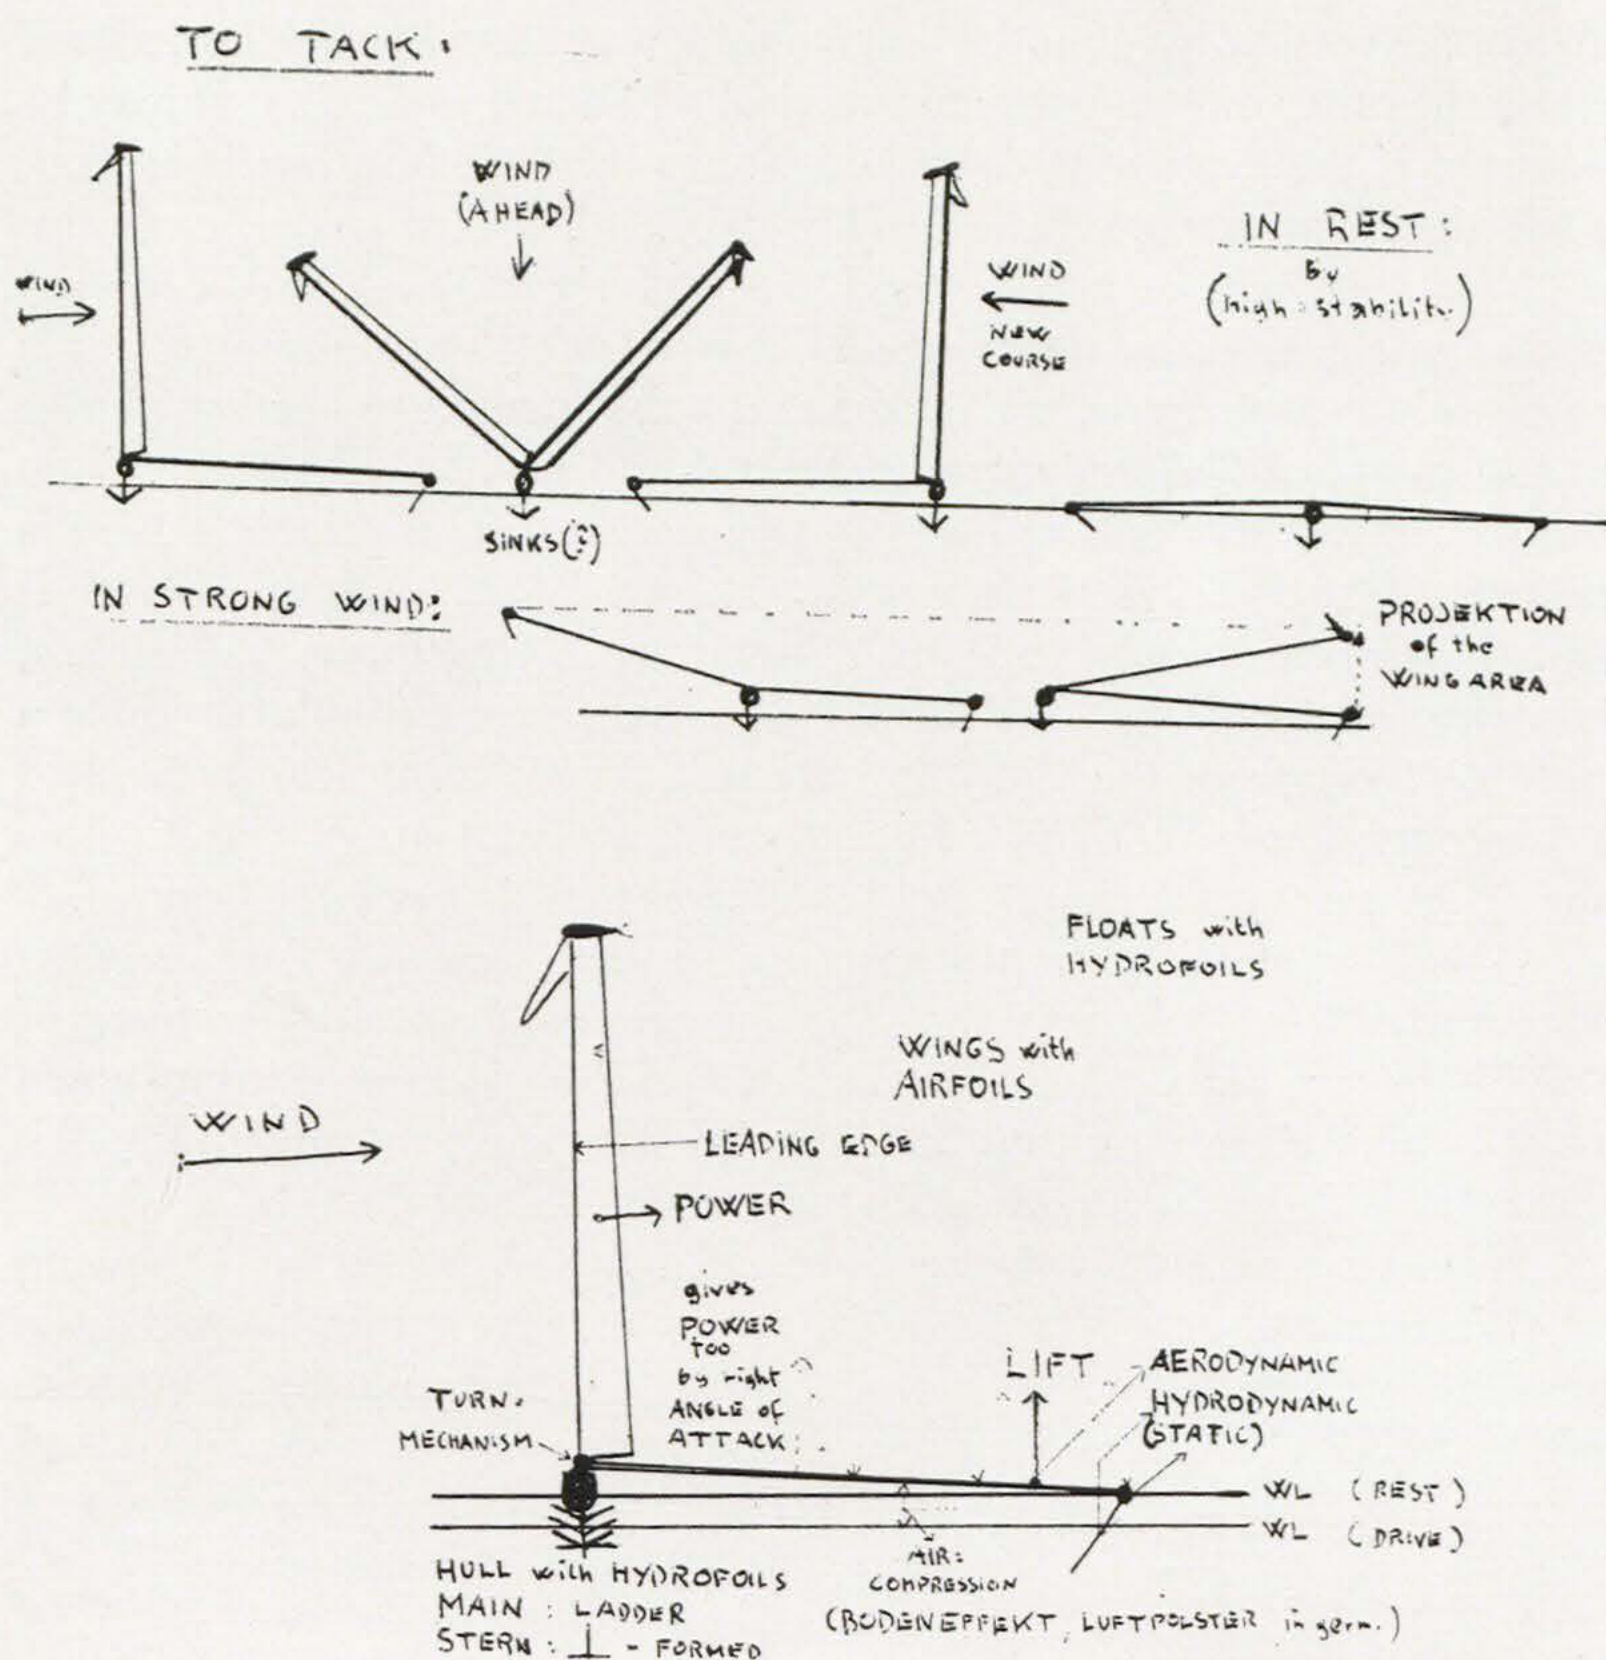 TO TACK:
WIND
(AHEAD)
WIND
WIND
NEW
COURSE
IN REST:
by
(high stability)
SINKS(?)
IN STRONG WIND:
PROJEKTION
of the
WING AREA
FLOATS with
HYDROFOILS
WINGS with
AIRFOILS
WIND
LEADING EDGE
POWER
gives
POWER
TOO
by right
ANGLE of
ATTACK
LIFT
AERODYNAMIC
HYDRODYNAMIC
(STATIC)
TURN.
MECHANISM
WL (REST)
WL (DRIVE)
AIR:
COMPRESSION
(BODENEFFEKT, LUFTPOLSTER in germ.)
HULL with HYDROFOILS
MAIN : LADDER
STERN : ⊥ - FORMED